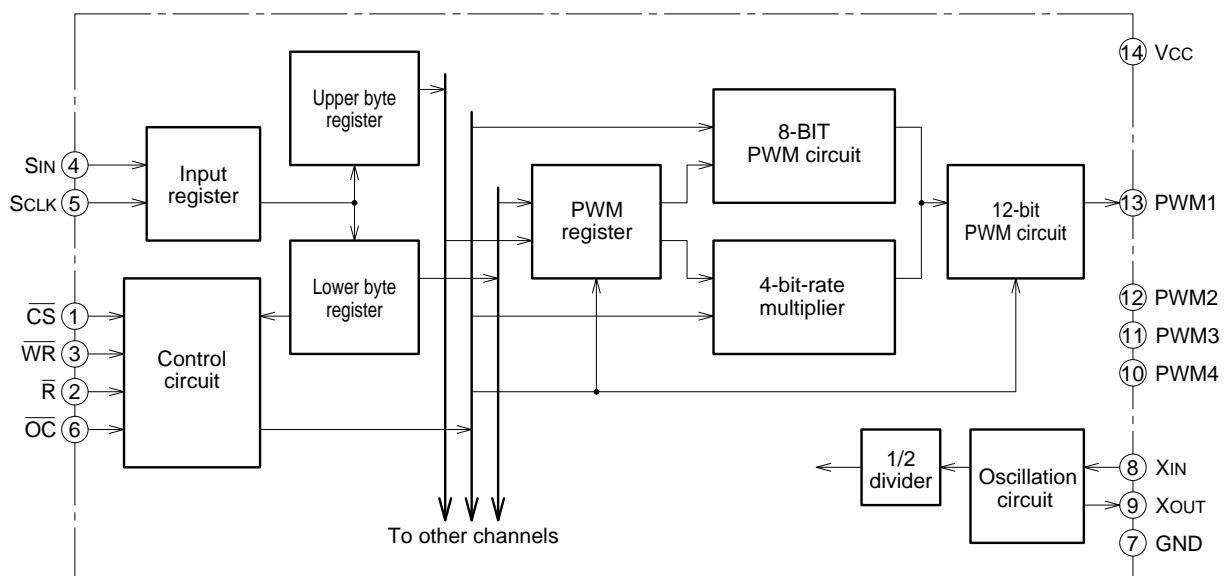 14 VCC
Upper byte
register
8-BIT
PWM circuit
SIN 4
Input
register
SCLK 5
PWM
register
12-bit
PWM circuit
13 PWM1
Lower byte
register
4-bit-rate
multiplier
CS 1
WR 3
R 2
OC 6
Control
circuit
12 PWM2
11 PWM3
10 PWM4
1/2
divider
Oscillation
circuit
8 XIN
9 XOUT
7 GND
To other channels